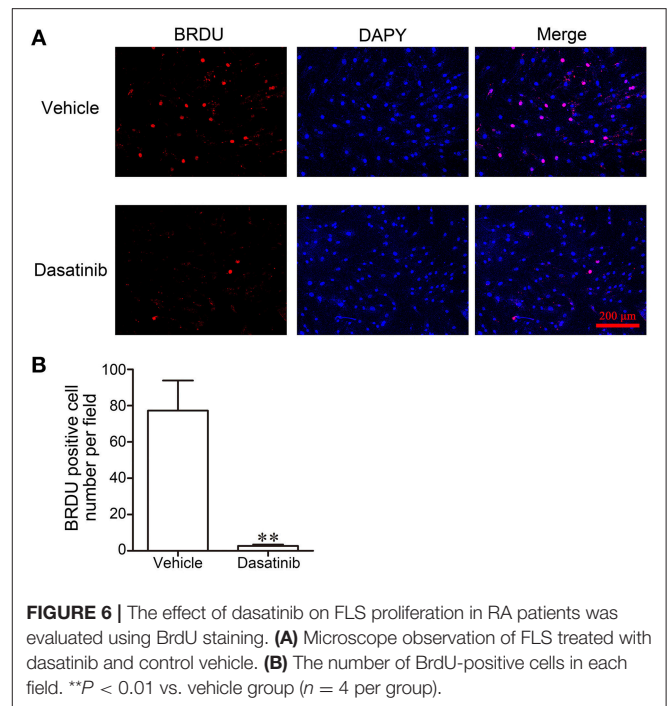 A
BRDU DAPY Merge
Vehicle
Dasatinib
200 μm
B
BRDU positive cell
number per field
100
80
60
40
20
0
**
Vehicle Dasatinib
FIGURE 6 | The effect of dasatinib on FLS proliferation in RA patients was
evaluated using BrdU staining. (A) Microscope observation of FLS treated with
dasatinib and control vehicle. (B) The number of BrdU-positive cells in each
field. **P < 0.01 vs. vehicle group (n = 4 per group).